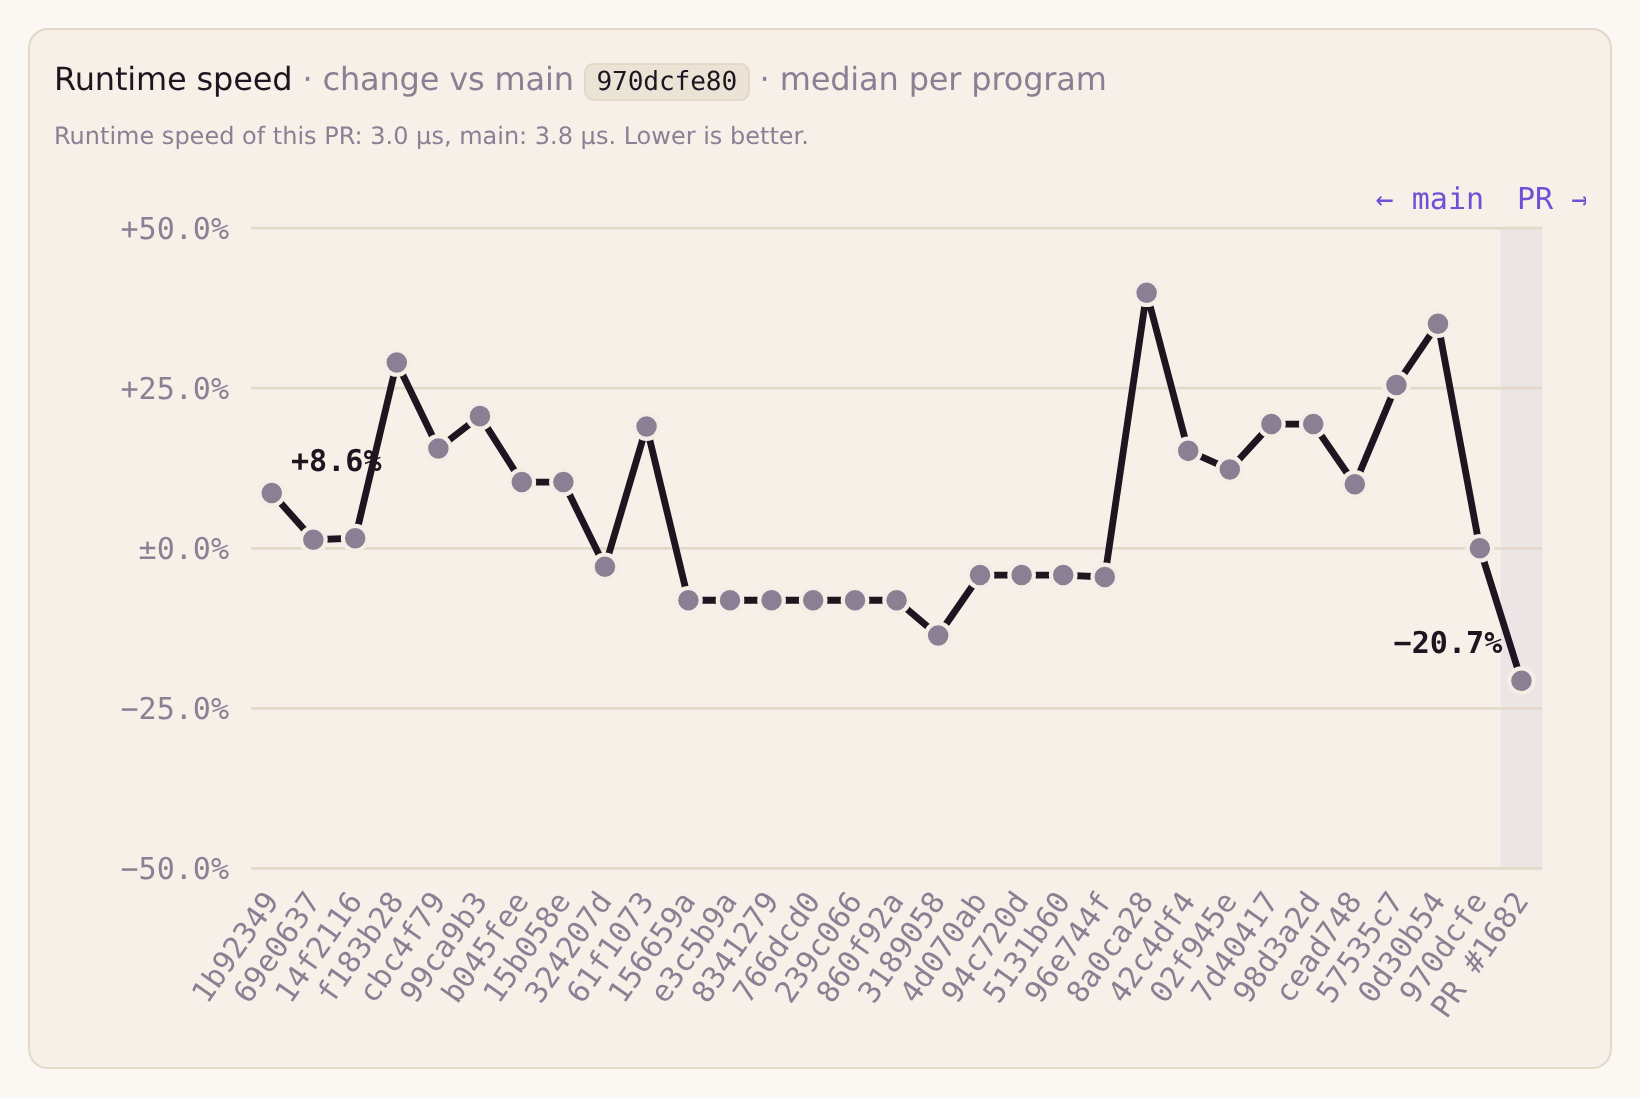 Runtime speed · change vs main 970dcfe80 · median per program
Runtime speed of this PR: 3.0 µs, main: 3.8 µs. Lower is better.
← main PR →
+50.0%
+25.0%
±0.0%
−25.0%
−50.0%
+8.6%
−20.7%
1b92349
69e0637
14f2116
f183b28
cbc4f79
99ca9b3
b045fee
15b058e
324207d
61f1073
156659a
e3c5b9a
8341279
766dcd0
239c066
860f92a
3189058
4d070ab
94c720d
5131b60
96e744f
8a0ca28
42c4df4
02f945e
7d40417
98d3a2d
cead748
57535c7
0d30b54
970dcfe
PR #1682